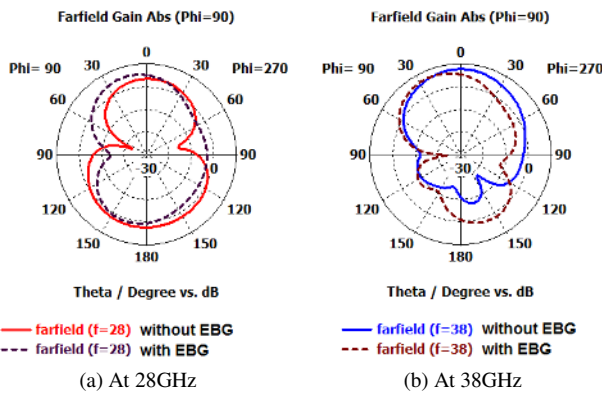 Farfield Gain Abs (Phi=90)
0
30 30
Phi= 90 Phi=270
60 60
90 -30 0 90
120 120
150 150
180
Theta / Degree vs. dB
farfield (f=28) without EBG
farfield (f=28) with EBG
(a) At 28GHz
Farfield Gain Abs (Phi=90)
0
30 30
Phi= 90 Phi=270
60 60
90 -30 0 90
120 120
150 150
180
Theta / Degree vs. dB
farfield (f=38) without EBG
farfield (f=38) with EBG
(b) At 38GHz